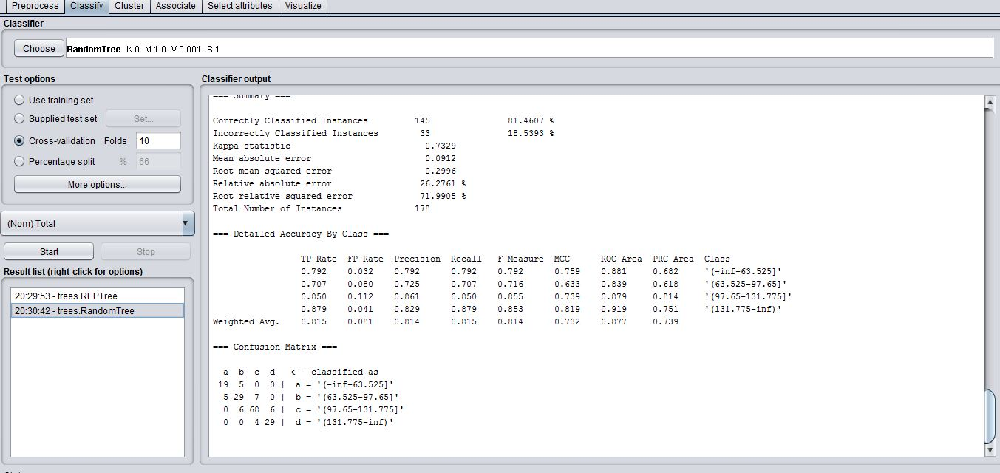 Preprocess Classify Cluster Associate Select attributes Visualize
Classifier
Choose RandomTree -K 0 -M 1.0 -V 0.001 -S 1
Test options
Use training set
Supplied test set Set...
Cross-validation Folds 10
Percentage split % 66
More options...
(Nom) Total
Start Stop
Result list (right-click for options)
20:29:53 - trees.REPTree
20:30:42 - trees.RandomTree
Classifier output
=== Summary ===
Correctly Classified Instances 145 81.4607 %
Incorrectly Classified Instances 33 18.5393 %
Kappa statistic 0.7329
Mean absolute error 0.0912
Root mean squared error 0.2996
Relative absolute error 26.2761 %
Root relative squared error 71.9905 %
Total Number of Instances 178
=== Detailed Accuracy By Class ===
TP Rate FP Rate Precision Recall F-Measure MCC ROC Area PRC Area Class
0.792 0.032 0.792 0.792 0.792 0.759 0.881 0.682 '(-inf-63.525]'
0.707 0.080 0.725 0.707 0.716 0.633 0.839 0.618 '(63.525-97.65]'
0.850 0.112 0.861 0.850 0.855 0.739 0.879 0.814 '(97.65-131.775]'
0.879 0.041 0.829 0.879 0.853 0.819 0.919 0.751 '(131.775-inf)'
Weighted Avg. 0.815 0.081 0.814 0.815 0.814 0.732 0.877 0.739
=== Confusion Matrix ===
a b c d <-- classified as
19 5 0 0 | a = '(-inf-63.525]'
5 29 7 0 | b = '(63.525-97.65]'
0 6 68 6 | c = '(97.65-131.775]'
0 0 4 29 | d = '(131.775-inf)'